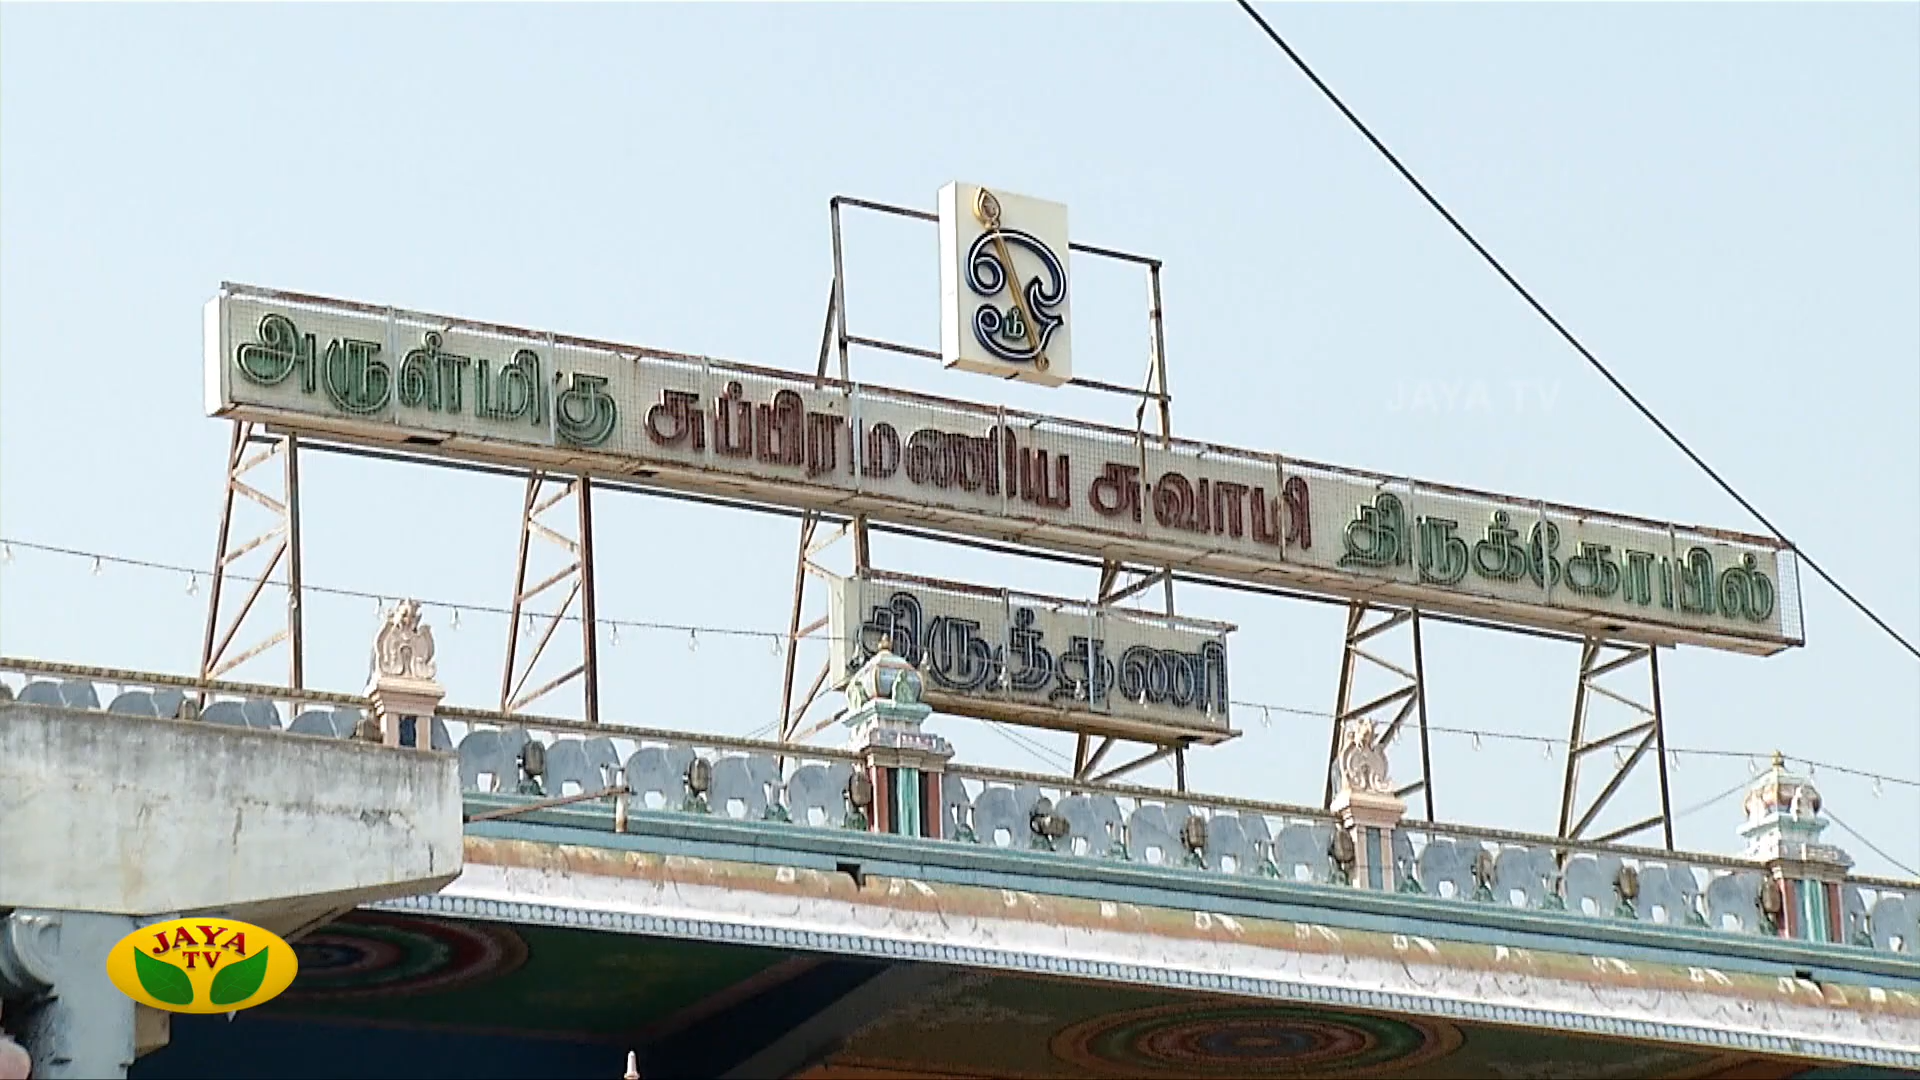 ஓம்
அருள்மிகு சுப்பிரமணிய சுவாமி திருக்கோயில்
திருத்தணி
JAYA TV
JAYA
TV